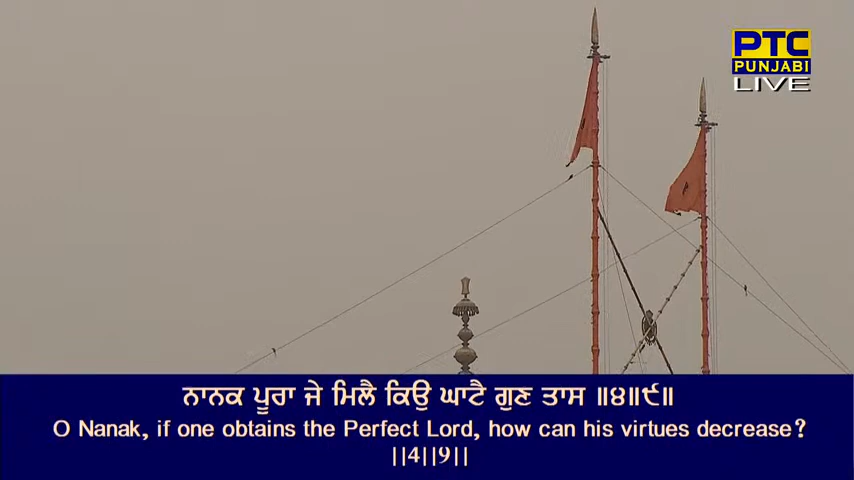 PTC
PUNJABI
LIVE
ਨਾਨਕ ਪੂਰਾ ਜੇ ਮਿਲੈ ਕਿਉ ਘਾਟੈ ਗੁਣ ਤਾਸ ॥੪॥੯॥
O Nanak, if one obtains the Perfect Lord, how can his virtues decrease?
||4||9||